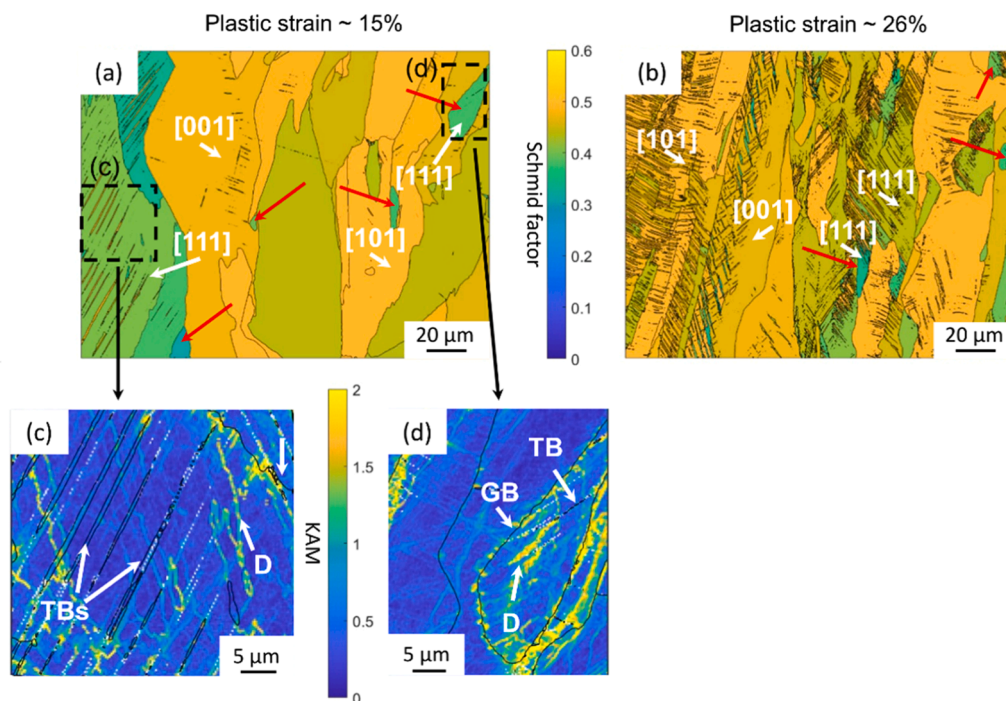 Plastic strain ~ 15%
Plastic strain ~ 26%
(a)
(d)
[001]
(c)
[111]
[111]
[101]
20 μm
0.6
0.5
0.4
0.3
0.2
0.1
0
Schmid factor
(b)
[101]
[001]
[111]
[111]
20 μm
(c)
TBs
D
5 μm
2
1.5
1
0.5
0
KAM
(d)
TB
GB
D
5 μm